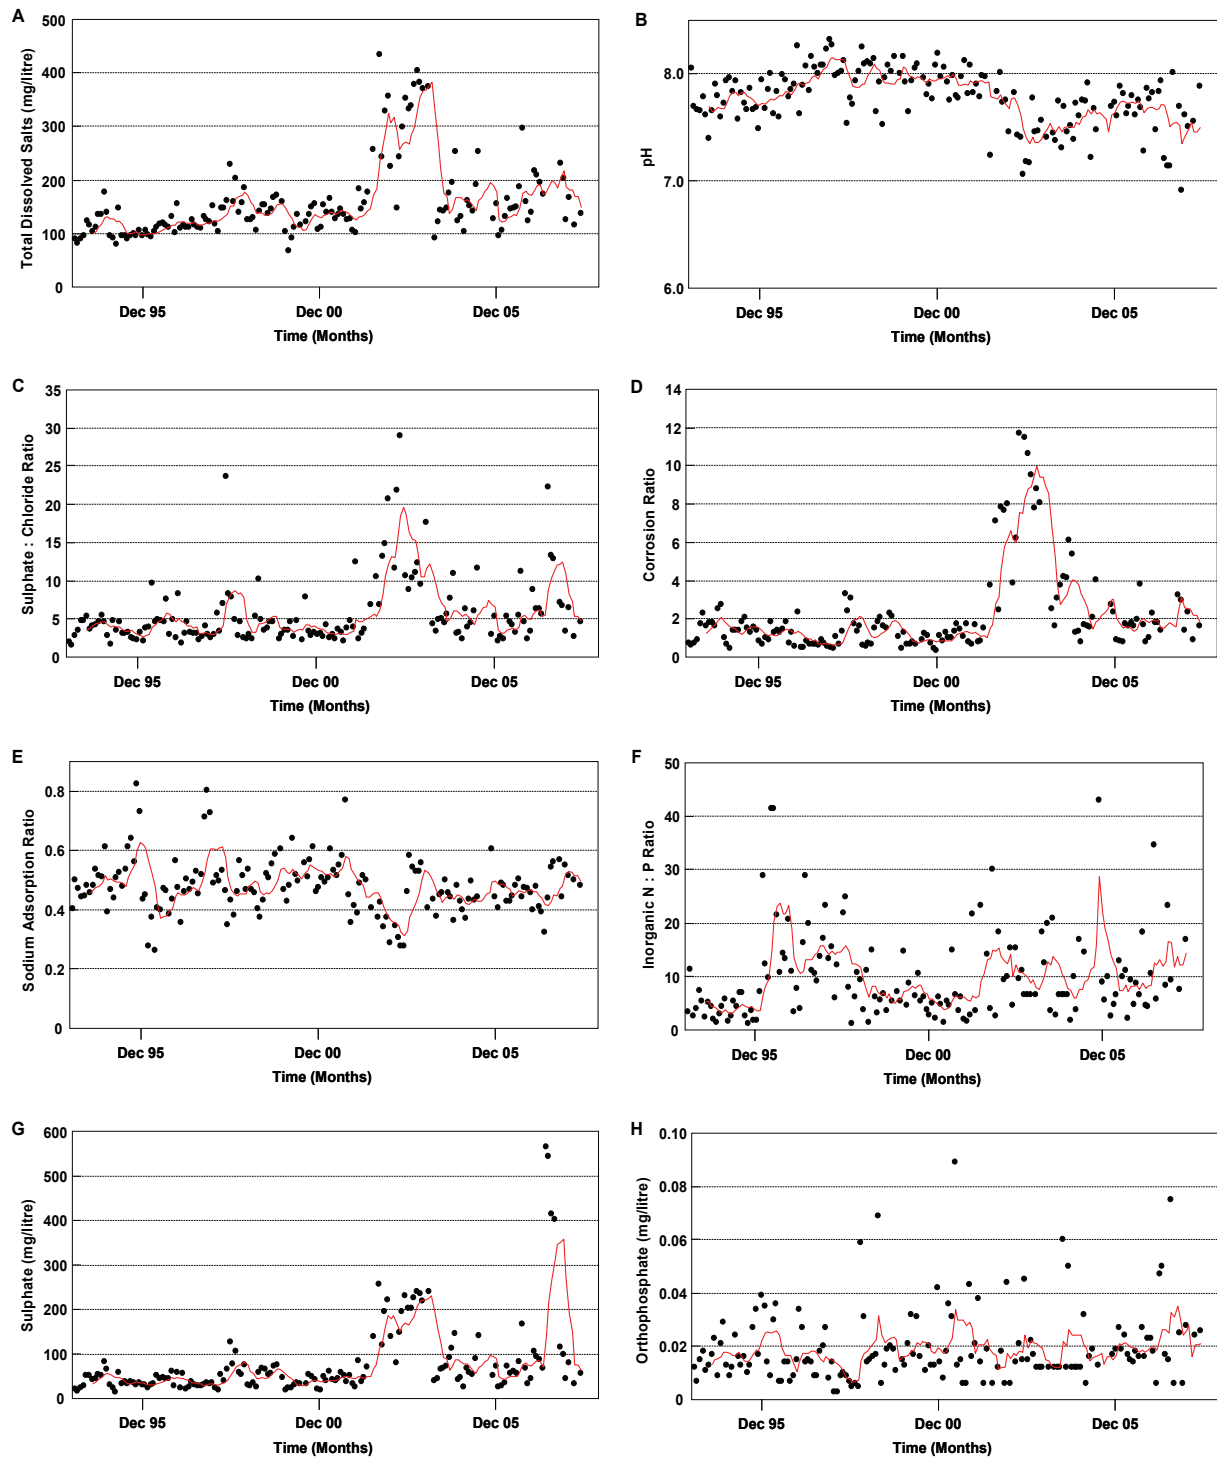 A
Total Dissolved Salts (mg/litre)
500
400
300
200
100
0
Dec 95 Dec 00 Dec 05
Time (Months)
B
pH
8.0
7.0
6.0
Dec 95 Dec 00 Dec 05
Time (Months)
C
Sulphate : Chloride Ratio
35
30
25
20
15
10
5
0
Dec 95 Dec 00 Dec 05
Time (Months)
D
Corrosion Ratio
14
12
10
8
6
4
2
0
Dec 95 Dec 00 Dec 05
Time (Months)
E
Sodium Adsorption Ratio
0.8
0.6
0.4
0.2
0
Dec 95 Dec 00 Dec 05
Time (Months)
F
Inorganic N : P Ratio
50
40
30
20
10
0
Dec 95 Dec 00 Dec 05
Time (Months)
G
Sulphate (mg/litre)
600
500
400
300
200
100
0
Dec 95 Dec 00 Dec 05
Time (Months)
H
Orthophosphate (mg/litre)
0.10
0.08
0.06
0.04
0.02
0
Dec 95 Dec 00 Dec 05
Time (Months)